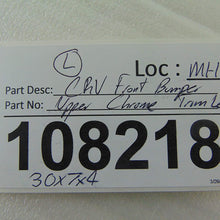 L
Loc : MH
Part Desc: CRV Front Bumper
Part No: Upper Chrome Trim
108218
30x7x4